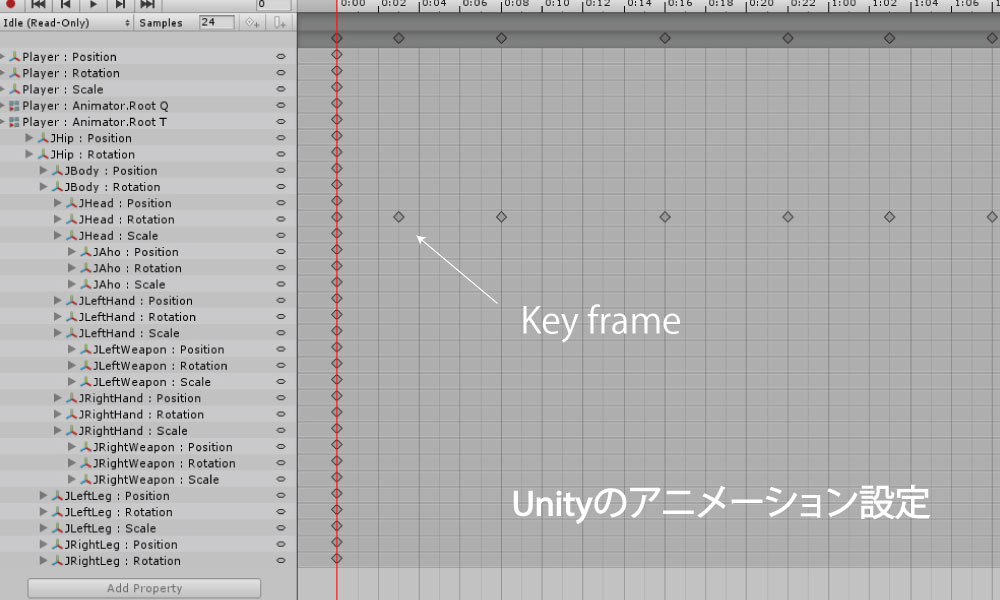 0
0:00 0:02 0:04 0:06 0:08 0:10 0:12 0:14 0:16 0:18 0:20 0:22 1:00 1:02 1:04 1:06
Idle (Read-Only) Samples 24
Player : Position
Player : Rotation
Player : Scale
Player : Animator.Root Q
Player : Animator.Root T
JHip : Position
JHip : Rotation
JBody : Position
JBody : Rotation
JHead : Position
JHead : Rotation
JHead : Scale
JAho : Position
JAho : Rotation
JAho : Scale
JLeftHand : Position
JLeftHand : Rotation
JLeftHand : Scale
JLeftWeapon : Position
JLeftWeapon : Rotation
JLeftWeapon : Scale
JRightHand : Position
JRightHand : Rotation
JRightHand : Scale
JRightWeapon : Position
JRightWeapon : Rotation
JRightWeapon : Scale
JLeftLeg : Position
JLeftLeg : Rotation
JLeftLeg : Scale
JRightLeg : Position
JRightLeg : Rotation
Add Property
Key frame
Unityのアニメーション設定